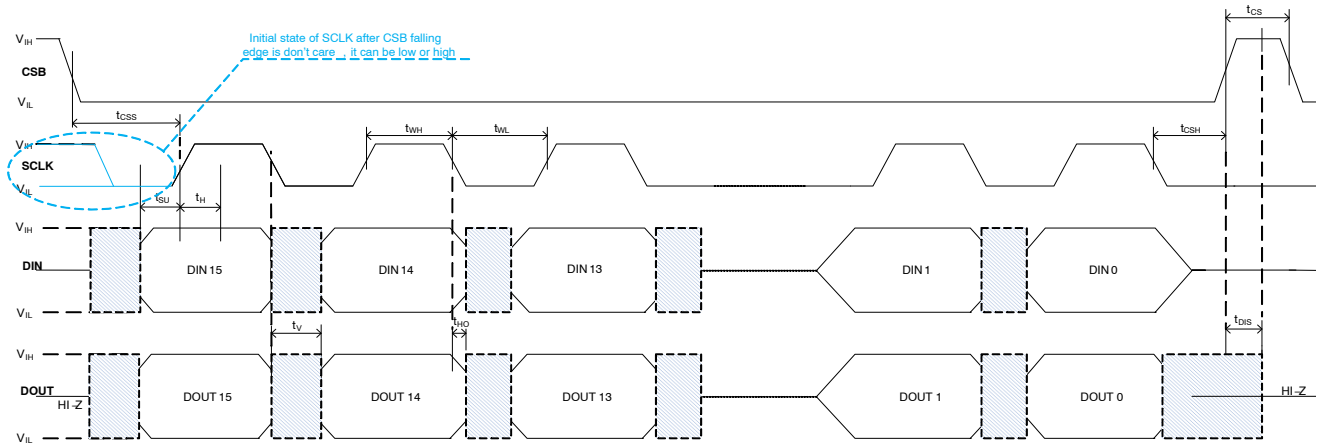 tCS
Initial state of SCLK after CSB falling
edge is don't care , it can be low or high
VIH
CSB
VIL
tCSS
tWH
tWL
tCSH
VIH
SCLK
VIL
tSU
tH
VIH
DIN
VIL
DIN 15
DIN 14
DIN 13
DIN 1
DIN 0
tV
tHO
tDIS
VIH
DOUT
HI-Z
VIL
DOUT 15
DOUT 14
DOUT 13
DOUT 1
DOUT 0
HI-Z